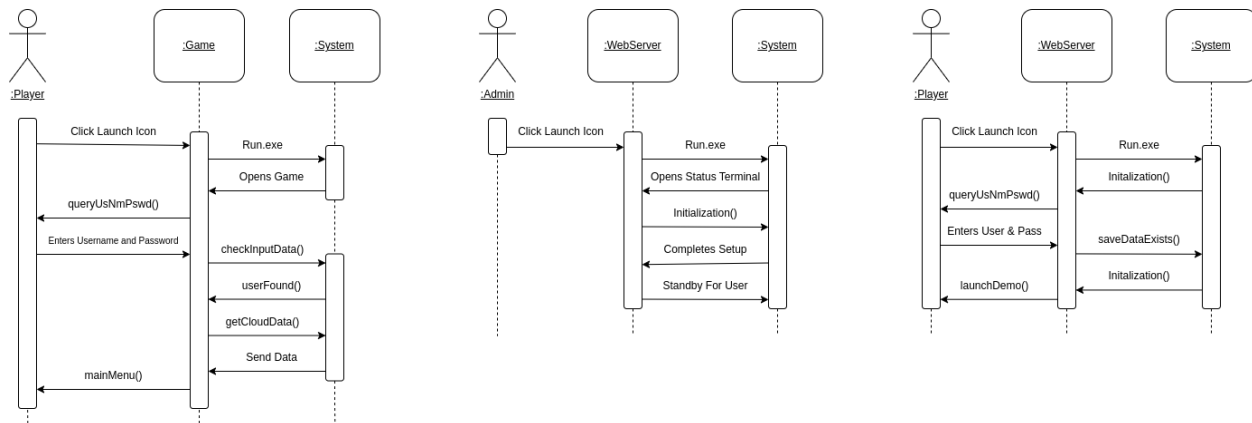 :Game
:System
:Player
Click Launch Icon
Run.exe
Opens Game
queryUsNmPswd()
Enters Username and Password
checkInputData()
userFound()
getCloudData()
Send Data
mainMenu()
:WebServer
:System
:Admin
Click Launch Icon
Run.exe
Opens Status Terminal
Initialization()
Completes Setup
Standby For User
:WebServer
:System
:Player
Click Launch Icon
Run.exe
Initalization()
queryUsNmPswd()
Enters User & Pass
saveDataExists()
Initalization()
launchDemo()